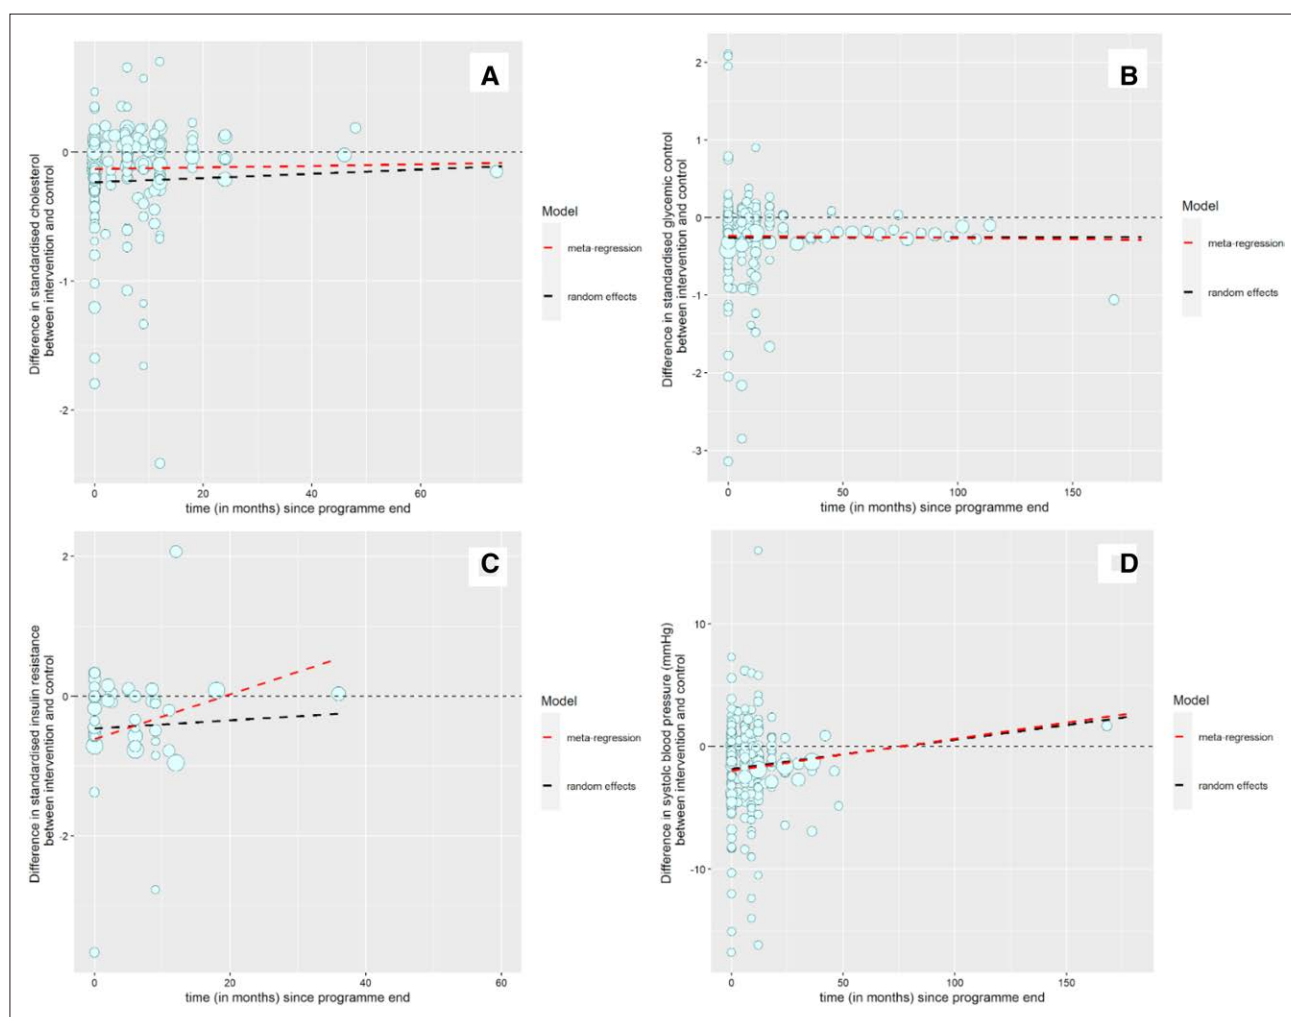 A
Difference in standardised cholesterol
between intervention and control
0
-1
-2
0 20 40 60
time (in months) since programme end
Model
meta-regression
random effects
B
Difference in standardised glycemic control
between intervention and control
2
1
0
-1
-2
-3
0 50 100 150
time (in months) since programme end
Model
meta-regression
random effects
C
Difference in standardised insulin resistance
between intervention and control
2
0
-2
0 20 40 60
time (in months) since programme end
Model
meta-regression
random effects
D
Difference in systolc blood pressure (mmHg)
between intervention and control
10
0
-10
0 50 100 150
time (in months) since programme end
Model
meta-regression
random effects